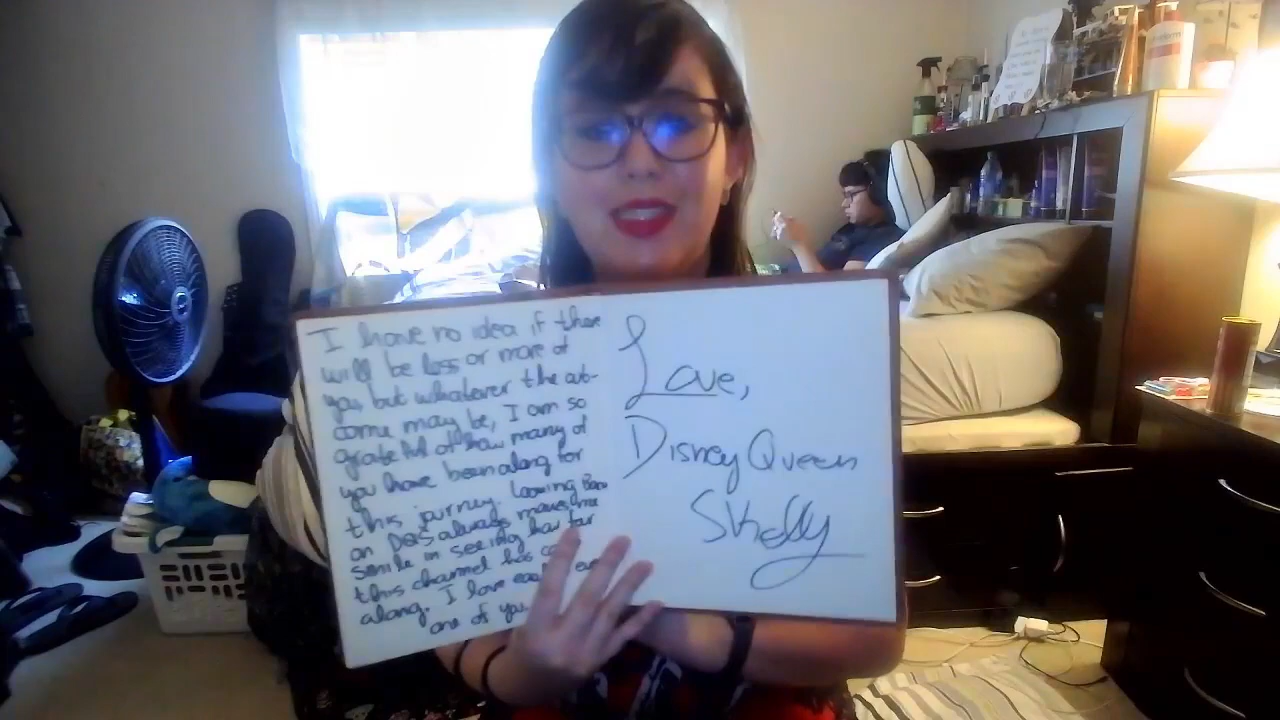 I have no idea if there
will be less or more of
you, but whatever the out-
come may be, I am so
grateful of how many of
you have been along for
this journey. Looking Back
on DQS always makes me
smile in seeing how far
this channel has
along. I love
one of you
Love,
Disney Queen
Shelly